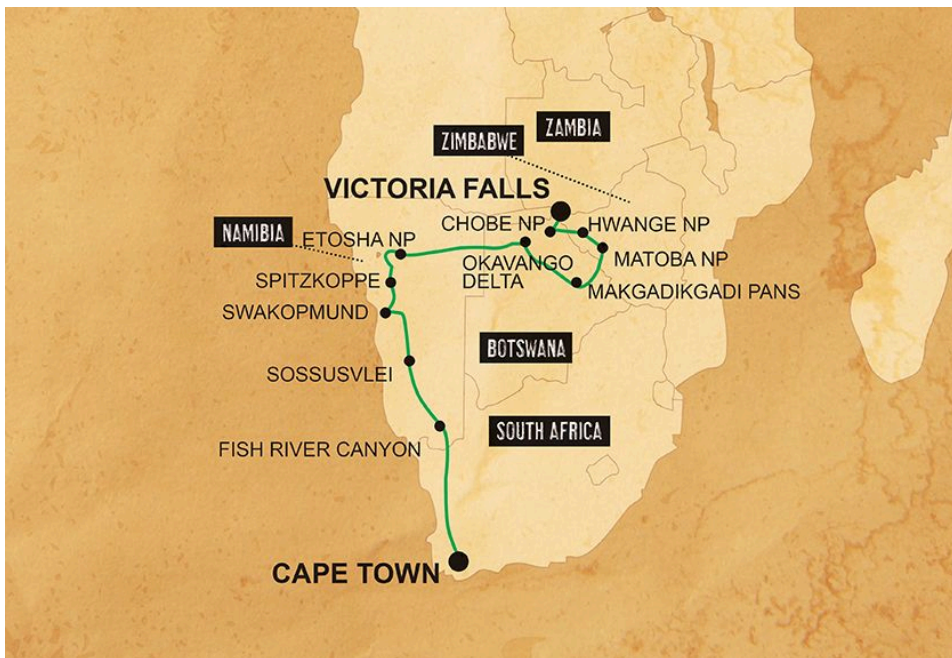 ZAMBIA
ZIMBABWE
VICTORIA FALLS
CHOBE NP
HWANGE NP
NAMIBIA
ETOSHA NP
OKAVANGO
DELTA
MATOBA NP
SPITZKOPPE
MAKGADIKGADI PANS
SWAKOPMUND
BOTSWANA
SOSSUSVLEI
SOUTH AFRICA
FISH RIVER CANYON
CAPE TOWN